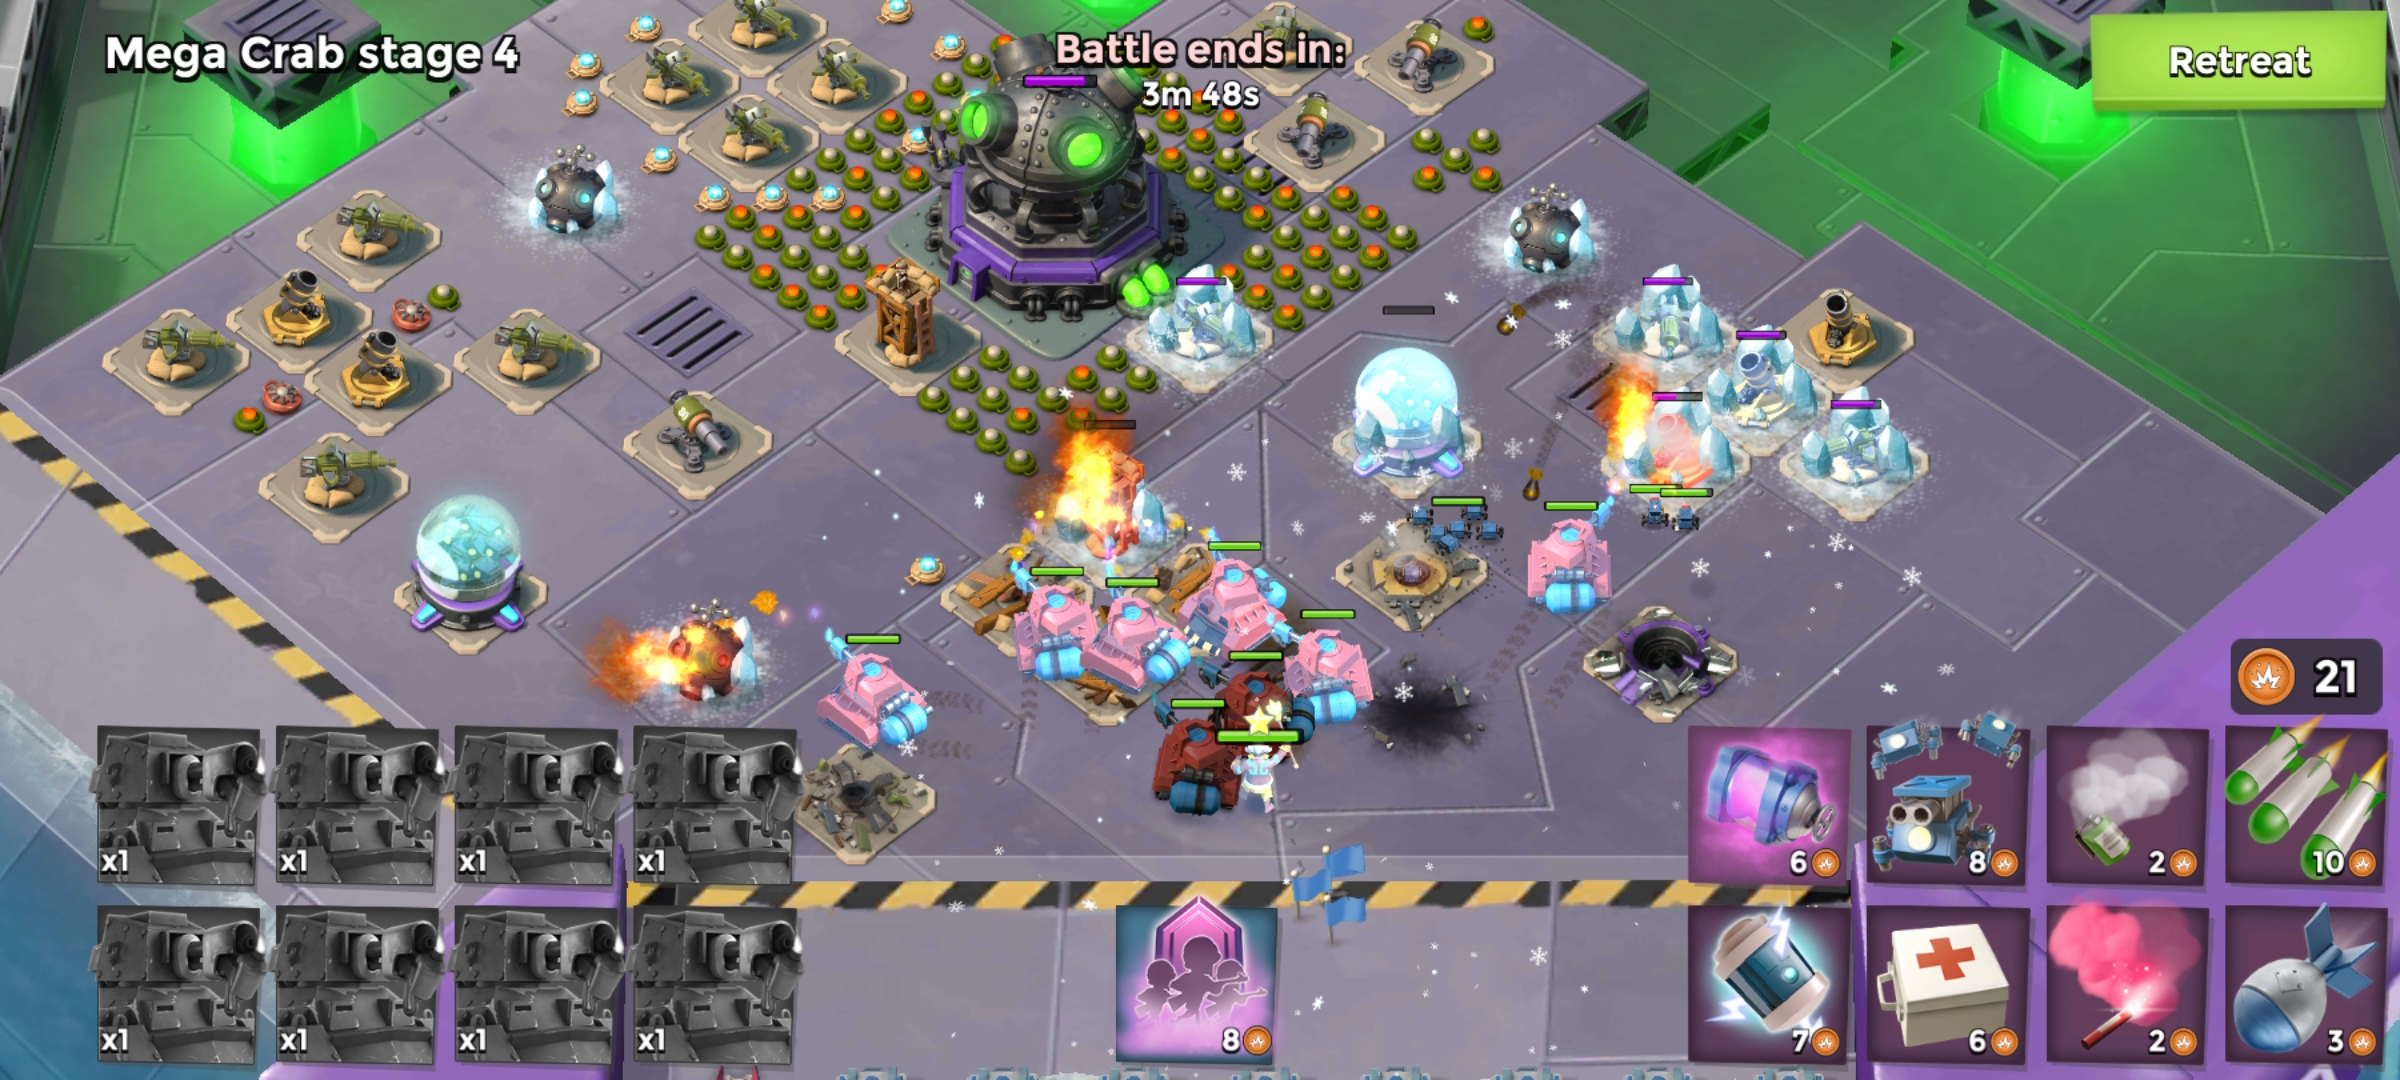 Mega Crab stage 4
Battle ends in:
3m 48s
Retreat
21
6
8
2
10
x1
x1
x1
x1
x1
x1
x1
x1
8
7
6
2
3